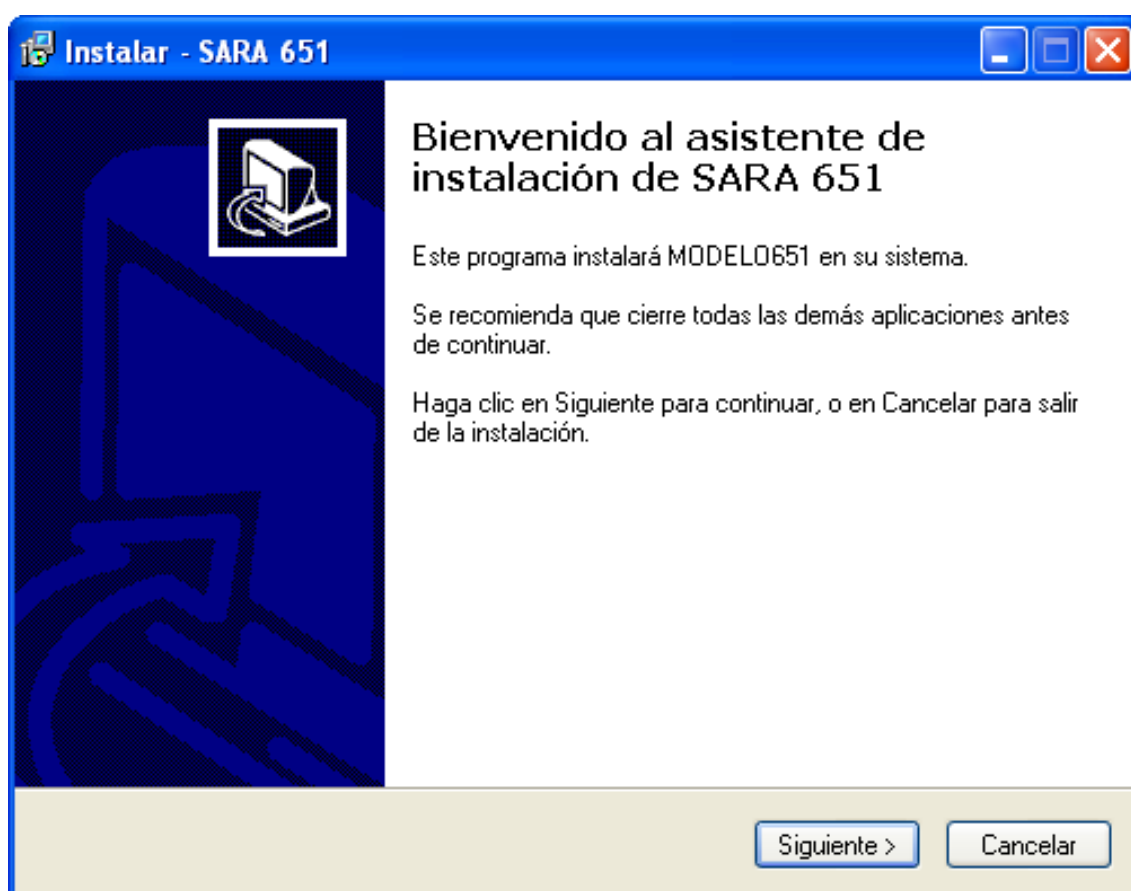 Instalar - SARA 651
Bienvenido al asistente de
instalación de SARA 651
Este programa instalará MODELO651 en su sistema.
Se recomienda que cierre todas las demás aplicaciones antes
de continuar.
Haga clic en Siguiente para continuar, o en Cancelar para salir
de la instalación.
Siguiente >
Cancelar